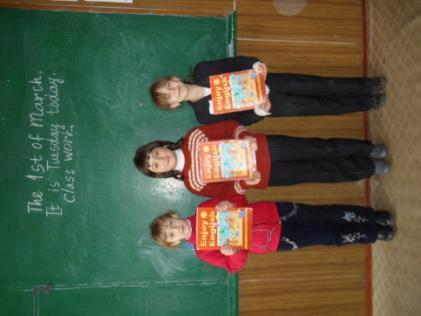 The 1st of March.
It is Tuesday today.
Class work.
Enjoy
English
Enjoy
English
Enjoy
English